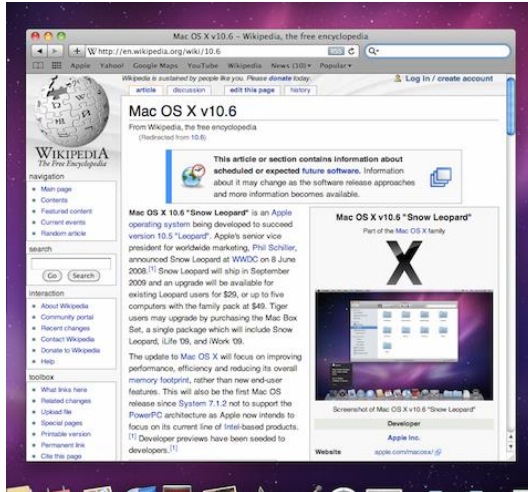 Mac OS X v10.6 – Wikipedia, the free encyclopedia
http://en.wikipedia.org/wiki/10.6
RSS
Q
Apple Yahoo! Google Maps YouTube Wikipedia News (30) Popular
Wikipedia is sustained by people like you. Please donate today.
Log in / create account
article discussion edit this page history
WIKIPEDIA
The Free Encyclopedia
navigation
Main page
Contents
Featured content
Current events
Random article
search
Go Search
interaction
About Wikipedia
Community portal
Recent changes
Contact Wikipedia
Donate to Wikipedia
Help
toolbox
What links here
Related changes
Upload file
Special pages
Printable version
Permanent link
Cite this page
Mac OS X v10.6
From Wikipedia, the free encyclopedia
(Redirected from 10.6)
This article or section contains information about
scheduled or expected future software. Information
about it may change as the software release approaches
and more information becomes available.
Mac OS X 10.6 "Snow Leopard" is an Apple
operating system being developed to succeed
version 10.5 "Leopard". Apple's senior vice
president for worldwide marketing, Phil Schiller,
announced Snow Leopard at WWDC on 8 June
2008.[1] Snow Leopard will ship in September
2009 and an upgrade will be available for
existing Leopard users for $29, or up to five
computers with the family pack at $49. Tiger
users may upgrade by purchasing the Mac Box
Set, a single package which will include Snow
Leopard, iLife '09, and iWork '09.
The update to Mac OS X will focus on improving
performance, efficiency and reducing its overall
memory footprint, rather than new end-user
features. This will also be the first Mac OS
release since System 7.1.2 not to support the
PowerPC architecture as Apple now intends to
focus on its current line of Intel-based products.
[1] Developer previews have been seeded to
developers.[1]
Mac OS X v10.6 "Snow Leopard"
Part of the Mac OS X family
X
Screenshot of Mac OS X v10.6 "Snow Leopard"
Developer
Apple Inc.
Website apple.com/macosx/